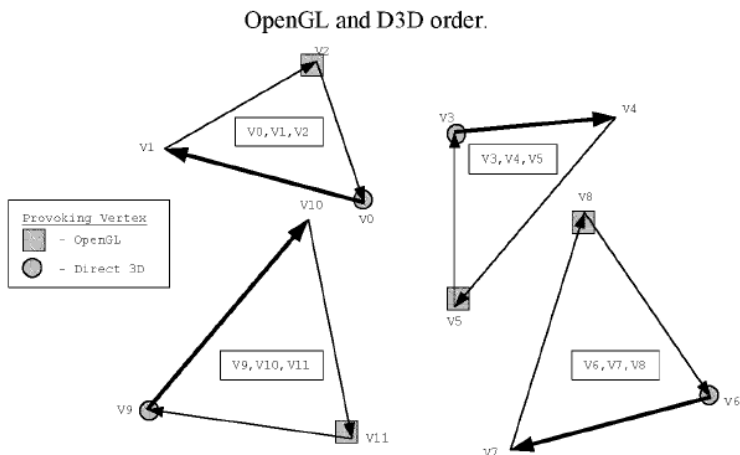 OpenGL and D3D order.
V2
V1
V0,V1,V2
V0
V3
V4
V3,V4,V5
V5
Provoking Vertex
- OpenGL
- Direct 3D
V10
V9,V10,V11
V9
V11
V8
V6,V7,V8
V6
V7